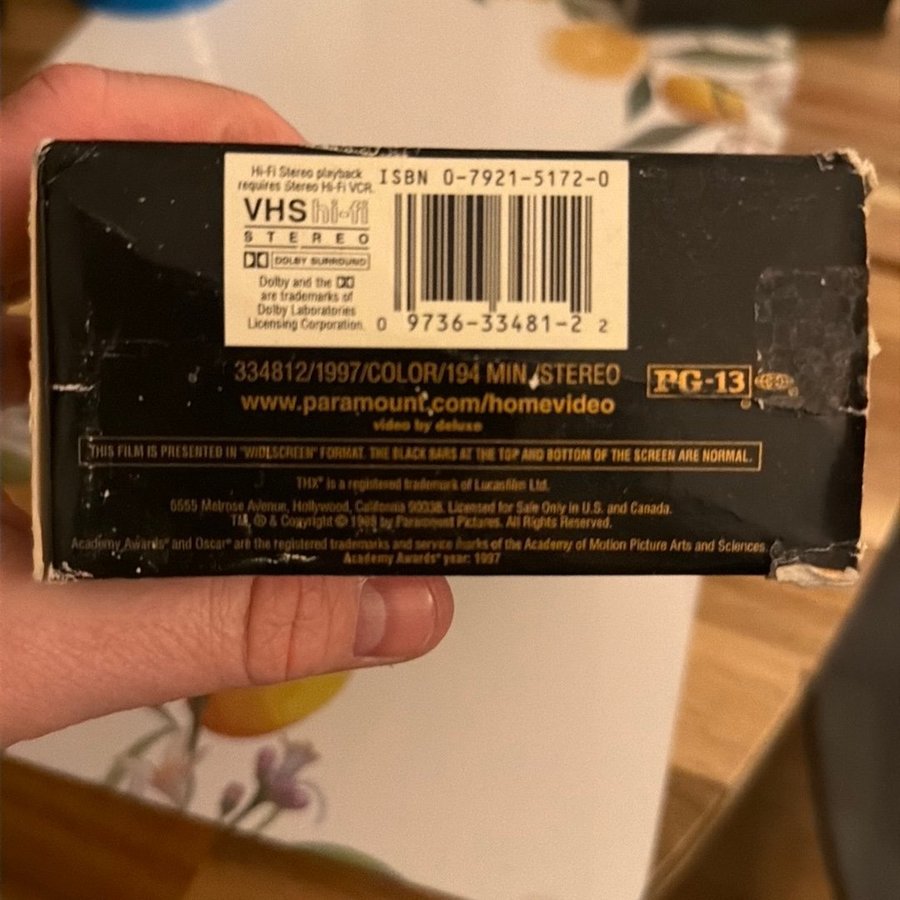 Hi-Fi Stereo playback
requires Stereo Hi-Fi VCR.
VHS hi-fi
STEREO
DOLBY SURROUND
Dolby and the
are trademarks of
Dolby Laboratories
Licensing Corporation.
ISBN 0-7921-5172-0
0 9736-33481-2 2
334812/1997/COLOR/194 MIN./STEREO
PG-13
www.paramount.com/homevideo
video by deluxe
THIS FILM IS PRESENTED IN "WIDESCREEN" FORMAT. THE BLACK BARS AT THE TOP AND BOTTOM OF THE SCREEN ARE NORMAL.
THX® is a registered trademark of Lucasfilm Ltd.
5555 Melrose Avenue, Hollywood, California 90038. Licensed for Sale Only in U.S. and Canada.
TM, ® & Copyright © 1998 by Paramount Pictures. All Rights Reserved.
Academy Awards® and Oscar® are the registered trademarks and service marks of the Academy of Motion Picture Arts and Sciences.
Academy Awards® year: 1997